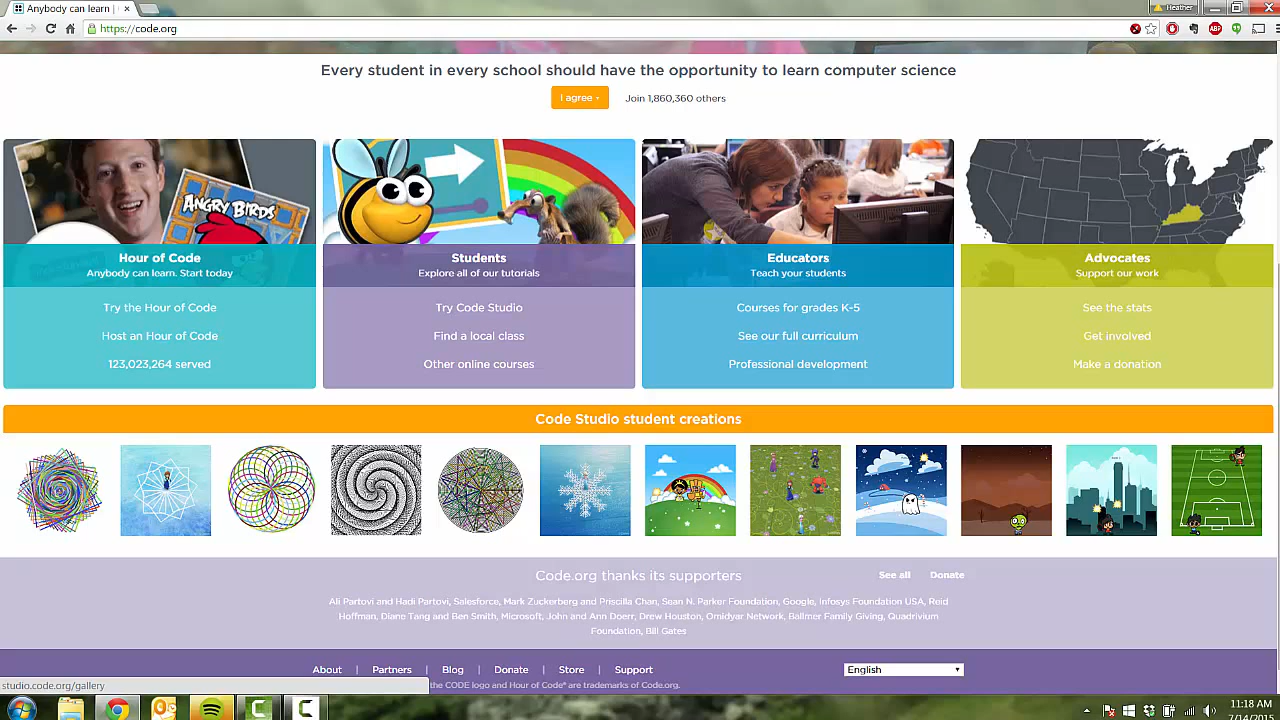 Anybody can learn |
Heather
https://code.org
ABP
Every student in every school should have the opportunity to learn computer science
I agree
Join 1,860,360 others
ANGRY BIRDS
Hour of Code
Anybody can learn. Start today
Try the Hour of Code
Host an Hour of Code
123,023,264 served
Students
Explore all of our tutorials
Try Code Studio
Find a local class
Other online courses
Educators
Teach your students
Courses for grades K-5
See our full curriculum
Professional development
Advocates
Support our work
See the stats
Get involved
Make a donation
Code Studio student creations
Code.org thanks its supporters
See all
Donate
Ali Partovi and Hadi Partovi, Salesforce, Mark Zuckerberg and Priscilla Chan, Sean N. Parker Foundation, Google, Infosys Foundation USA, Reid
Hoffman, Diane Tang and Ben Smith, Microsoft, John and Ann Doerr, Drew Houston, Omidyar Network, Ballmer Family Giving, Quadrivium
Foundation, Bill Gates
About | Partners | Blog | Donate | Store | Support
English
studio.code.org/gallery
the CODE logo and Hour of Code® are trademarks of Code.org.
11:18 AM
7/14/2015